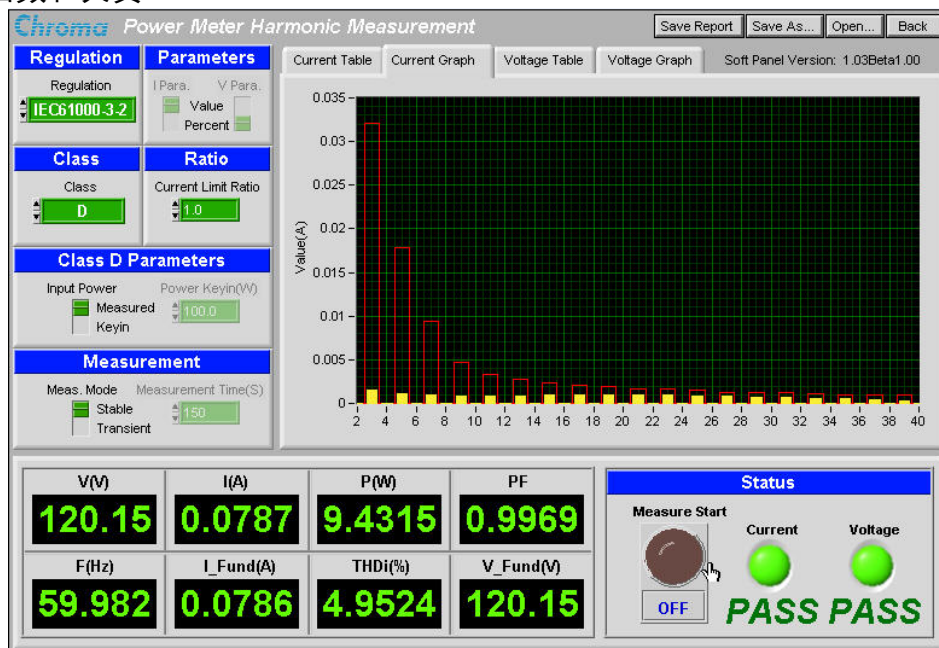 Chroma Power Meter Harmonic Measurement
Save Report Save As... Open... Back
Regulation
Regulation
IEC61000-3-2
Parameters
I Para. V Para.
Value
Percent
Class
Class
D
Ratio
Current Limit Ratio
1.0
Class D Parameters
Input Power Power Keyin(W)
Measured 100.0
Keyin
Measurement
Meas. Mode Measurement Time(S)
Stable 150
Transient
Current Table Current Graph Voltage Table Voltage Graph Soft Panel Version: 1.03Beta1.00
Value(A)
0.035
0.03
0.025
0.02
0.015
0.01
0.005
0
2 4 6 8 10 12 14 16 18 20 22 24 26 28 30 32 34 36 38 40
V(V) I(A) P(W) PF
120.15 0.0787 9.4315 0.9969
F(Hz) I_Fund(A) THDi(%) V_Fund(V)
59.982 0.0786 4.9524 120.15
Status
Measure Start
Current Voltage
OFF
PASS PASS